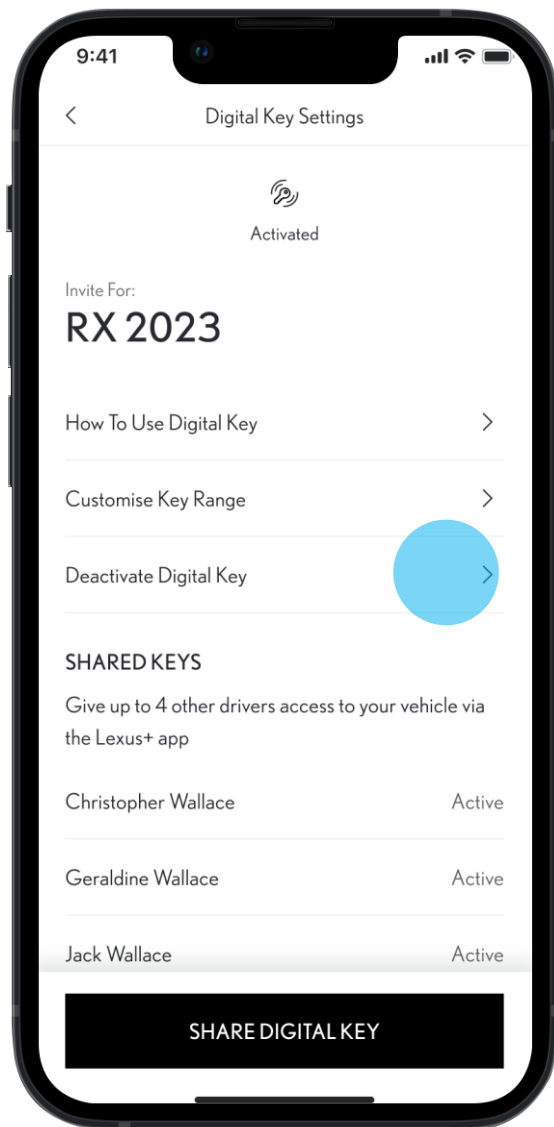 9:41
Digital Key Settings
Activated
Invite For:
RX 2023
How To Use Digital Key
Customise Key Range
Deactivate Digital Key
SHARED KEYS
Give up to 4 other drivers access to your vehicle via
the Lexus+ app
Christopher Wallace Active
Geraldine Wallace Active
Jack Wallace Active
SHARE DIGITAL KEY